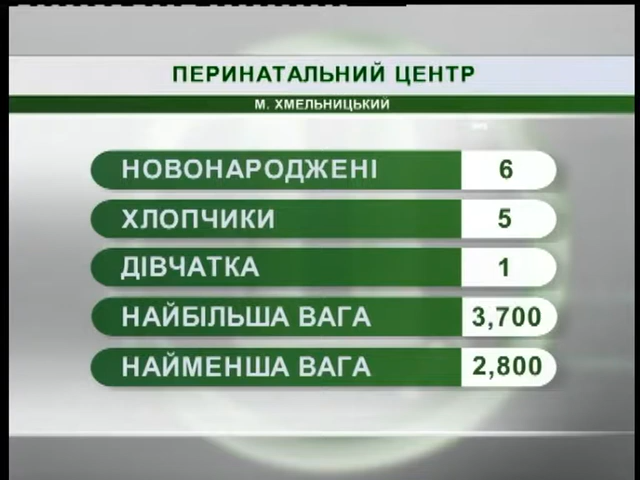 ПЕРИНАТАЛЬНИЙ ЦЕНТР
М. ХМЕЛЬНИЦЬКИЙ
НОВОНАРОДЖЕНІ 6
ХЛОПЧИКИ 5
ДІВЧАТКА 1
НАЙБІЛЬША ВАГА 3,700
НАЙМЕНША ВАГА 2,800